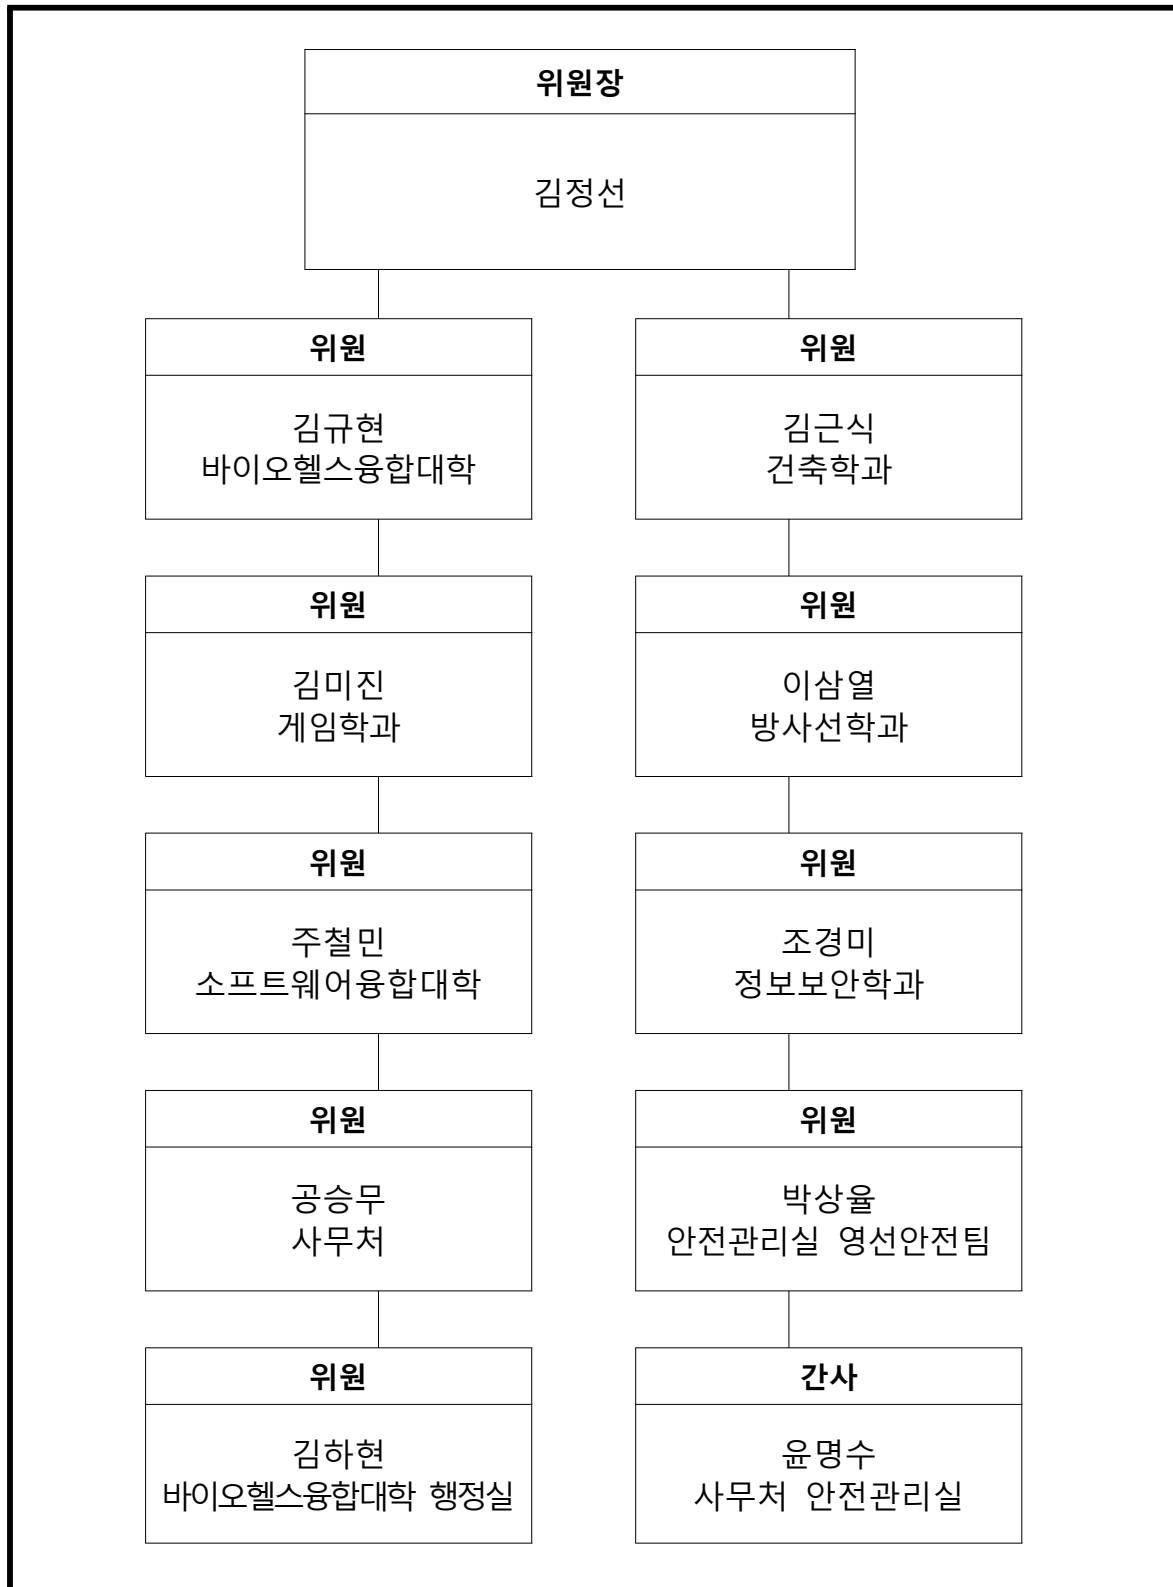 위원장
김정선
위원
김규현
바이오헬스융합대학
위원
김근식
건축학과
위원
김미진
게임학과
위원
이삼열
방사선학과
위원
주철민
소프트웨어융합대학
위원
조경미
정보보안학과
위원
공승무
사무처
위원
박상율
안전관리실 영선안전팀
위원
김하현
바이오헬스융합대학 행정실
간사
윤명수
사무처 안전관리실